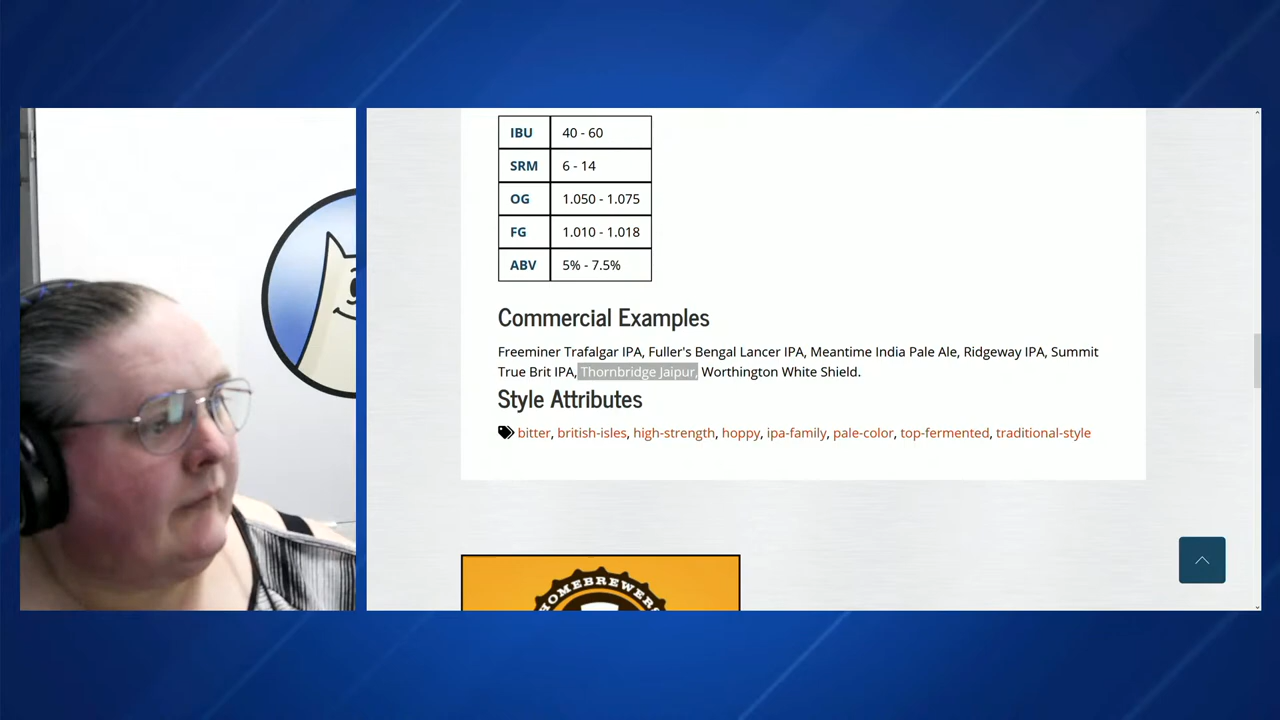 IBU 40 - 60
SRM 6 - 14
OG 1.050 - 1.075
FG 1.010 - 1.018
ABV 5% - 7.5%
Commercial Examples
Freeminer Trafalgar IPA, Fuller's Bengal Lancer IPA, Meantime India Pale Ale, Ridgeway IPA, Summit
True Brit IPA, Thornbridge Jaipur, Worthington White Shield.
Style Attributes
bitter, british-isles, high-strength, hoppy, ipa-family, pale-color, top-fermented, traditional-style
HOMEBREWERS